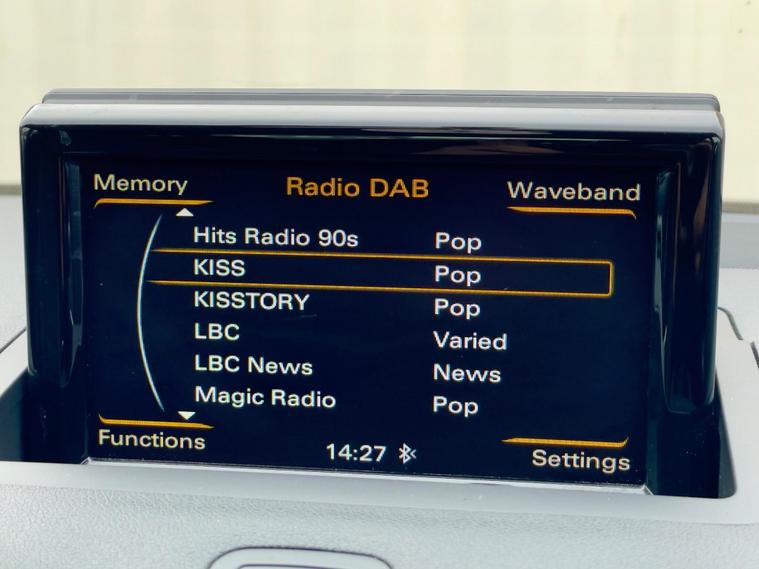 Memory Radio DAB Waveband
Hits Radio 90s Pop
KISS Pop
KISSTORY Pop
LBC Varied
LBC News News
Magic Radio Pop
Functions 14:27 Settings